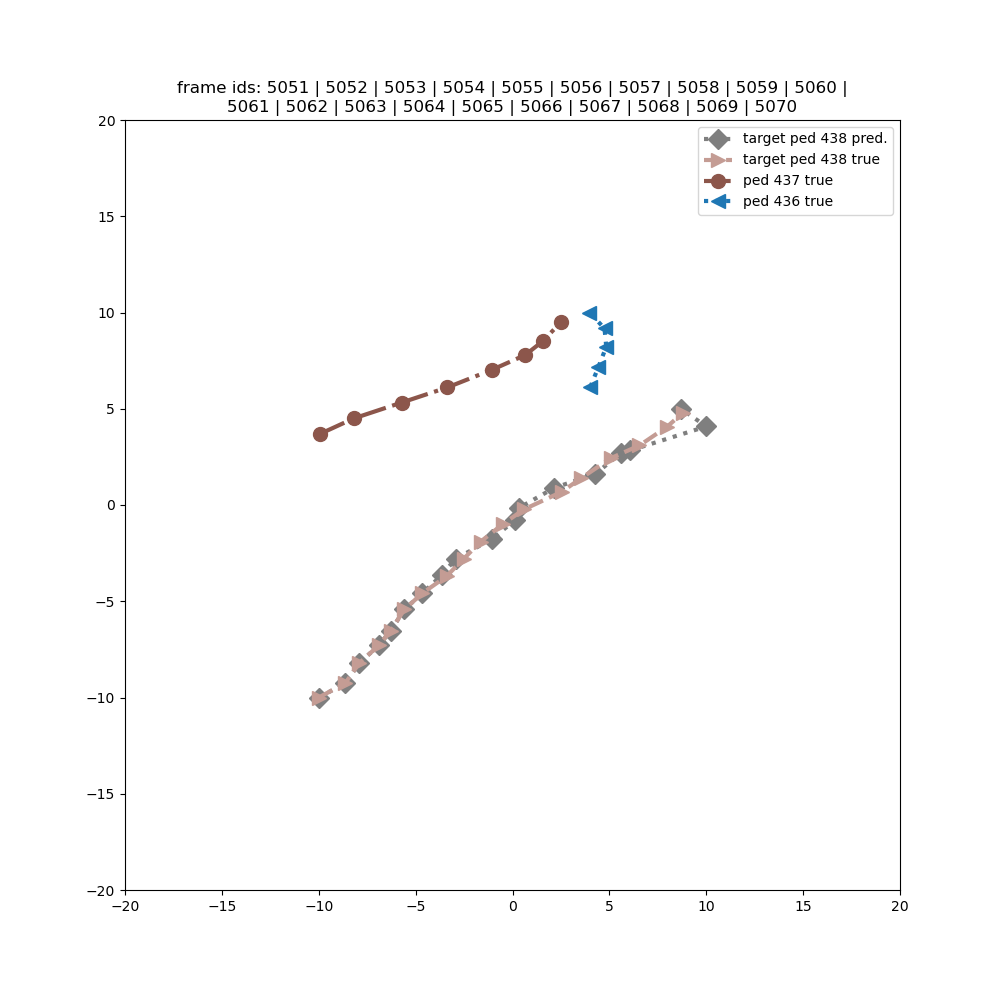 frame ids: 5051 | 5052 | 5053 | 5054 | 5055 | 5056 | 5057 | 5058 | 5059 | 5060 |
5061 | 5062 | 5063 | 5064 | 5065 | 5066 | 5067 | 5068 | 5069 | 5070
target ped 438 pred.
target ped 438 true
ped 437 true
ped 436 true
20
15
10
5
0
−5
−10
−15
−20
−20 −15 −10 −5 0 5 10 15 20